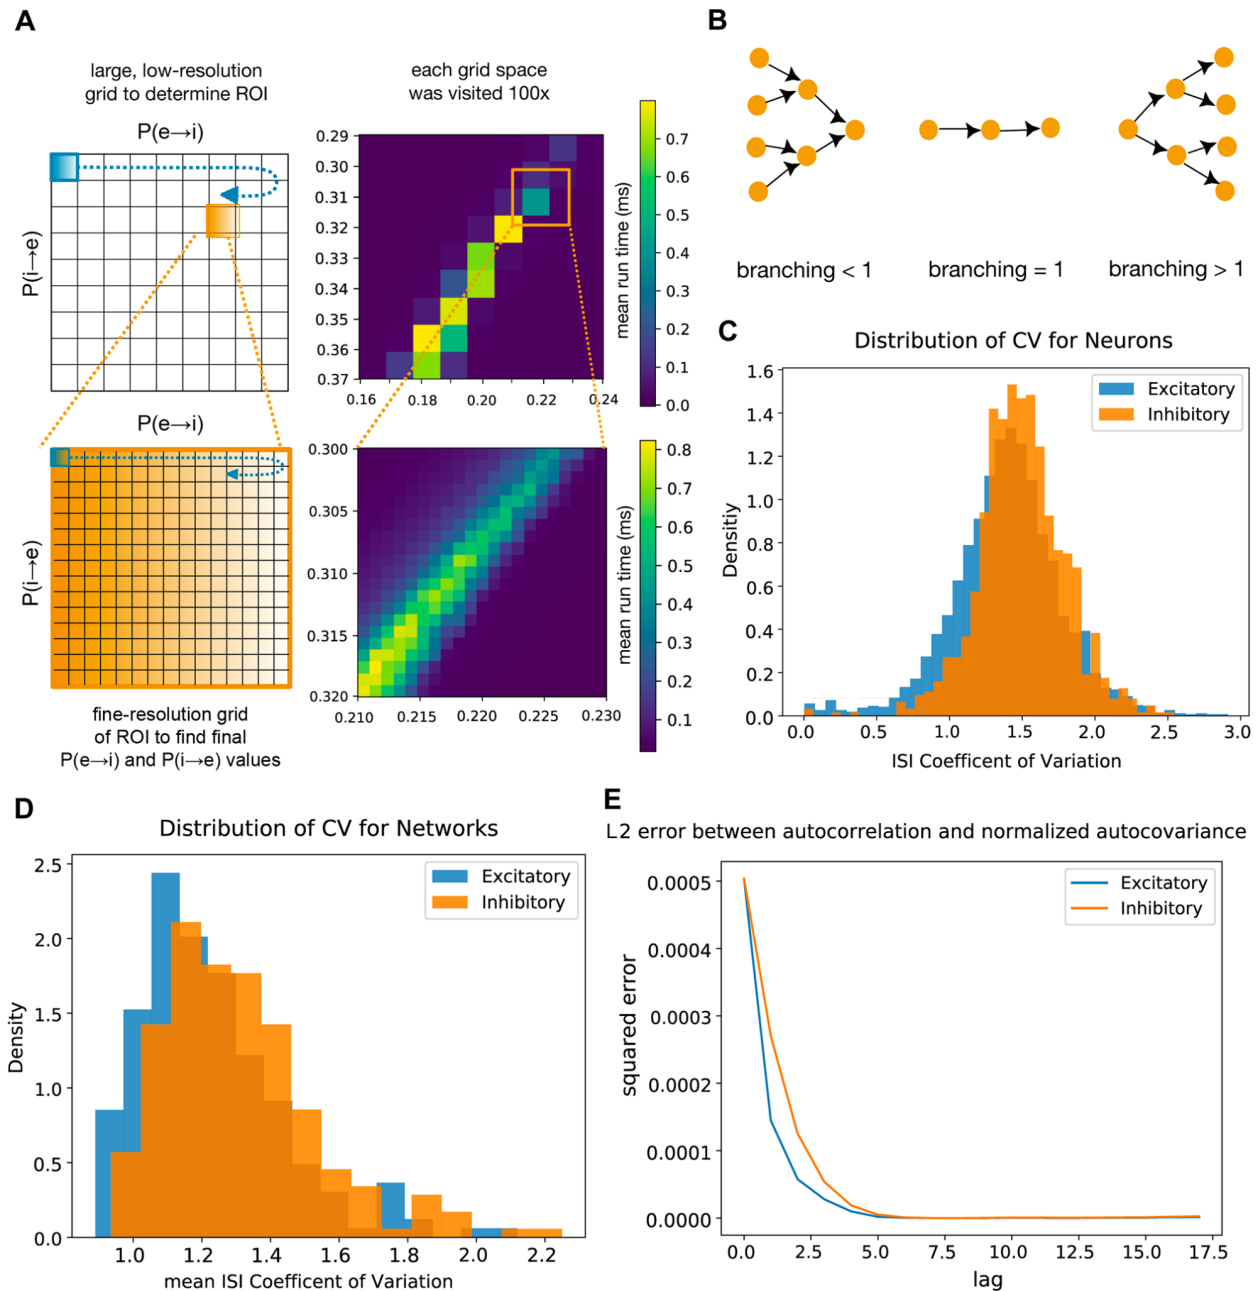 A
large, low-resolution
grid to determine ROI
P(e→i)
P(i→e)
each grid space
was visited 100x
0.29
0.30
0.31
0.32
0.33
0.34
0.35
0.36
0.37
0.16
0.18
0.20
0.22
0.24
0.7
0.6
0.5
0.4
0.3
0.2
0.1
0.0
mean run time (ms)
P(e→i)
P(i→e)
fine-resolution grid
of ROI to find final
P(e→i) and P(i→e) values
0.300
0.305
0.310
0.315
0.320
0.210
0.215
0.220
0.225
0.230
0.8
0.7
0.6
0.5
0.4
0.3
0.2
0.1
mean run time (ms)
B
branching < 1
branching = 1
branching > 1
C
Distribution of CV for Neurons
Excitatory
Inhibitory
1.6
1.4
1.2
1.0
0.8
0.6
0.4
0.2
0.0
Densitiy
0.0
0.5
1.0
1.5
2.0
2.5
3.0
ISI Coefficent of Variation
D
Distribution of CV for Networks
Excitatory
Inhibitory
2.5
2.0
1.5
1.0
0.5
0.0
Density
1.0
1.2
1.4
1.6
1.8
2.0
2.2
mean ISI Coefficent of Variation
E
L2 error between autocorrelation and normalized autocovariance
Excitatory
Inhibitory
0.0005
0.0004
0.0003
0.0002
0.0001
0.0000
squared error
0.0
2.5
5.0
7.5
10.0
12.5
15.0
17.5
lag